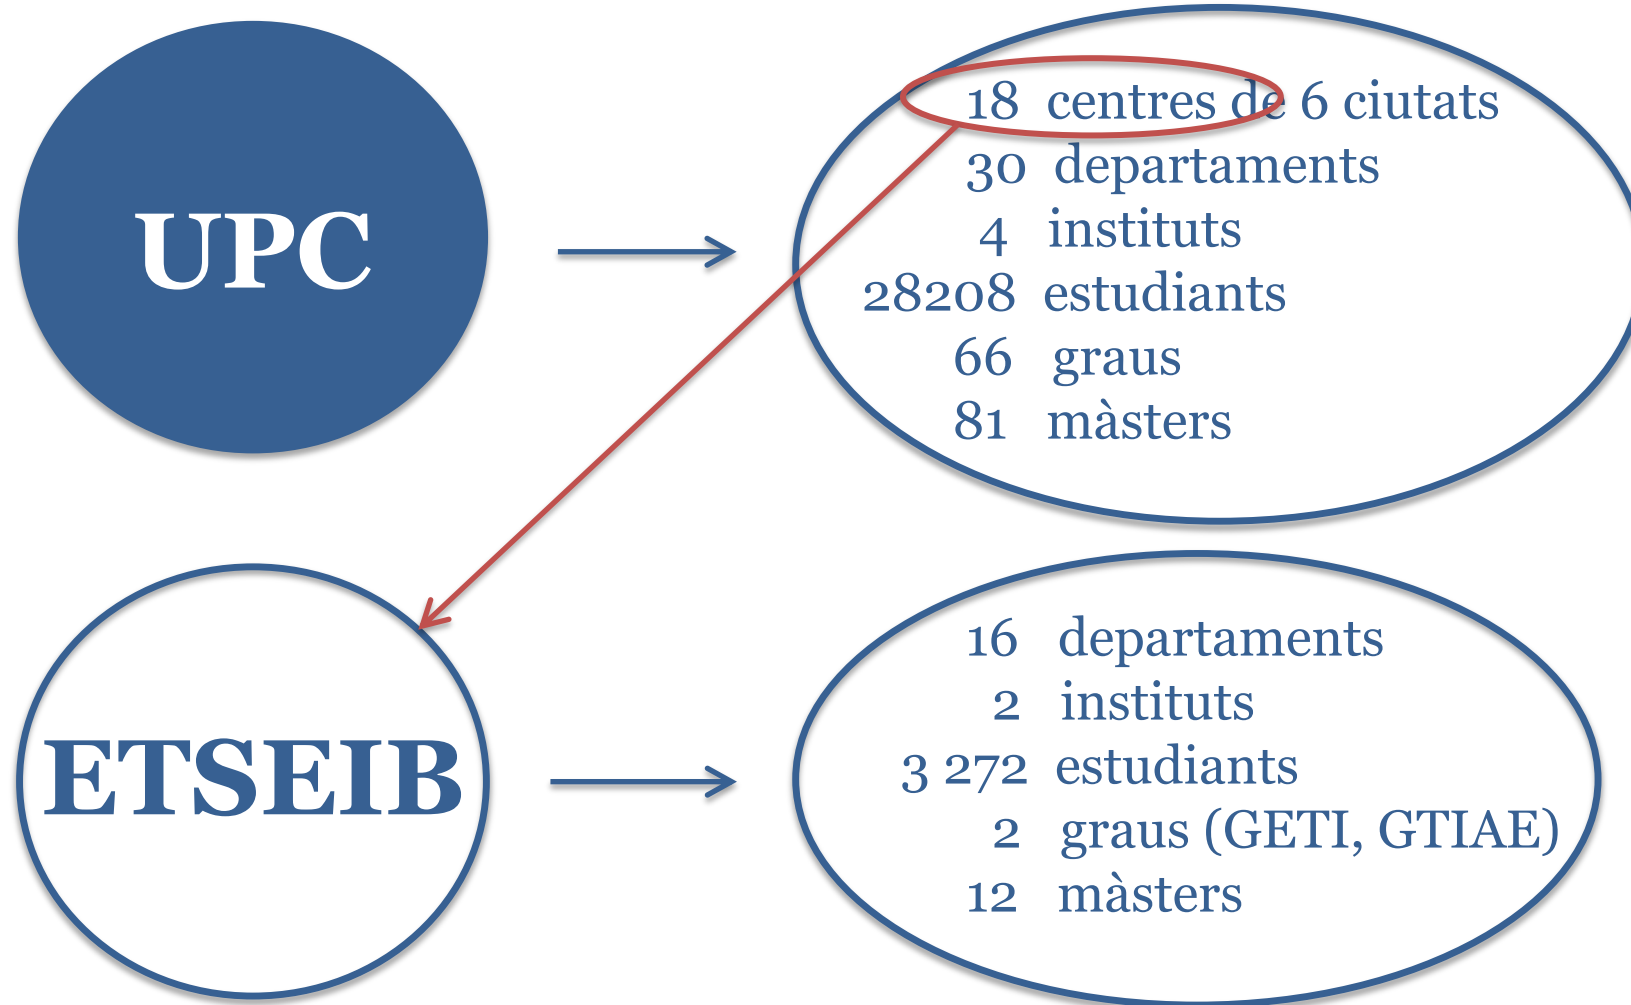 UPC
18 centres de 6 ciutats
30 departaments
4 instituts
28208 estudiants
66 graus
81 màsters
ETSEIB
16 departaments
2 instituts
3 272 estudiants
2 graus (GETI, GTIAE)
12 màsters